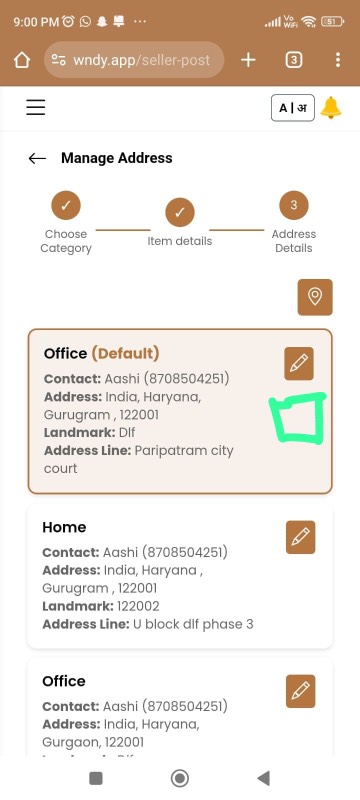 9:00 PM
Vo
WiFi
51
wndy.app/seller-post
3
A | अ
Manage Address
3
Choose
Category
Item details
Address
Details
Office (Default)
Contact: Aashi (8708504251)
Address: India, Haryana,
Gurugram , 122001
Landmark: Dlf
Address Line: Paripatram city
court
Home
Contact: Aashi (8708504251)
Address: India, Haryana ,
Gurugram , 122001
Landmark: 122002
Address Line: U block dlf phase 3
Office
Contact: Aashi (8708504251)
Address: India, Haryana,
Gurgaon, 122001